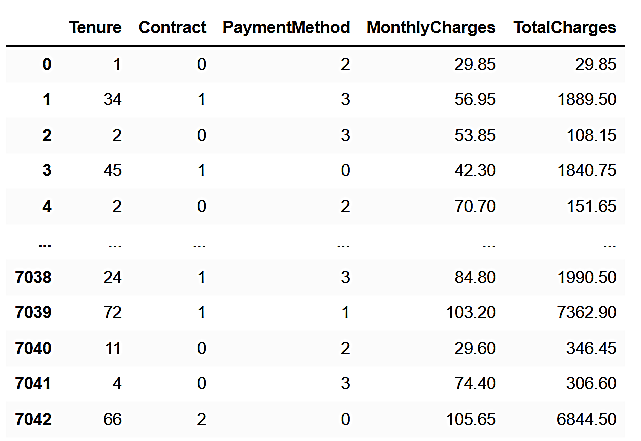 Tenure Contract PaymentMethod MonthlyCharges TotalCharges
0 1 0 2 29.85 29.85
1 34 1 3 56.95 1889.50
2 2 0 3 53.85 108.15
3 45 1 0 42.30 1840.75
4 2 0 2 70.70 151.65
... ... ... ... ... ...
7038 24 1 3 84.80 1990.50
7039 72 1 1 103.20 7362.90
7040 11 0 2 29.60 346.45
7041 4 0 3 74.40 306.60
7042 66 2 0 105.65 6844.50